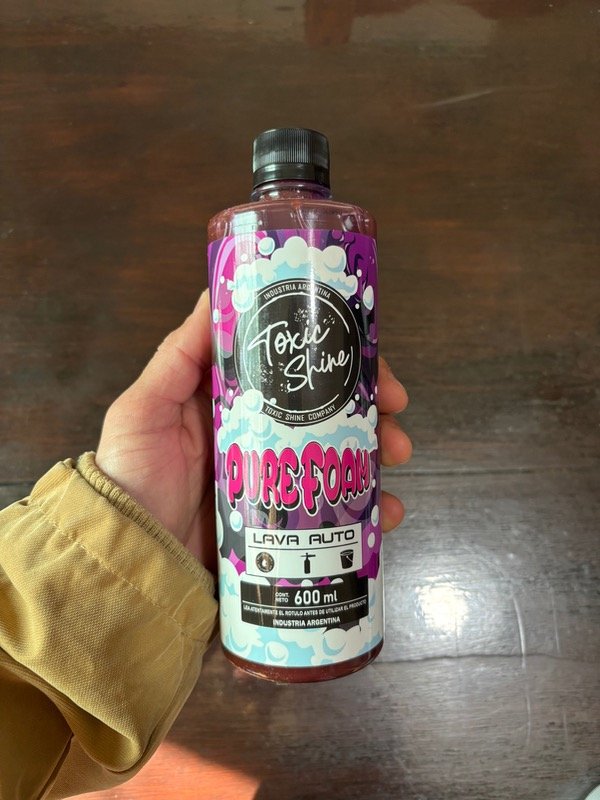 INDUSTRIA ARGENTINA
Toxic
Shine
TOXIC SHINE COMPANY
PURE FOAM
LAVA AUTO
CONT.
NETO 600 ml
LEA ATENTAMENTE EL ROTULO ANTES DE UTILIZAR EL PRODUCTO
INDUSTRIA ARGENTINA